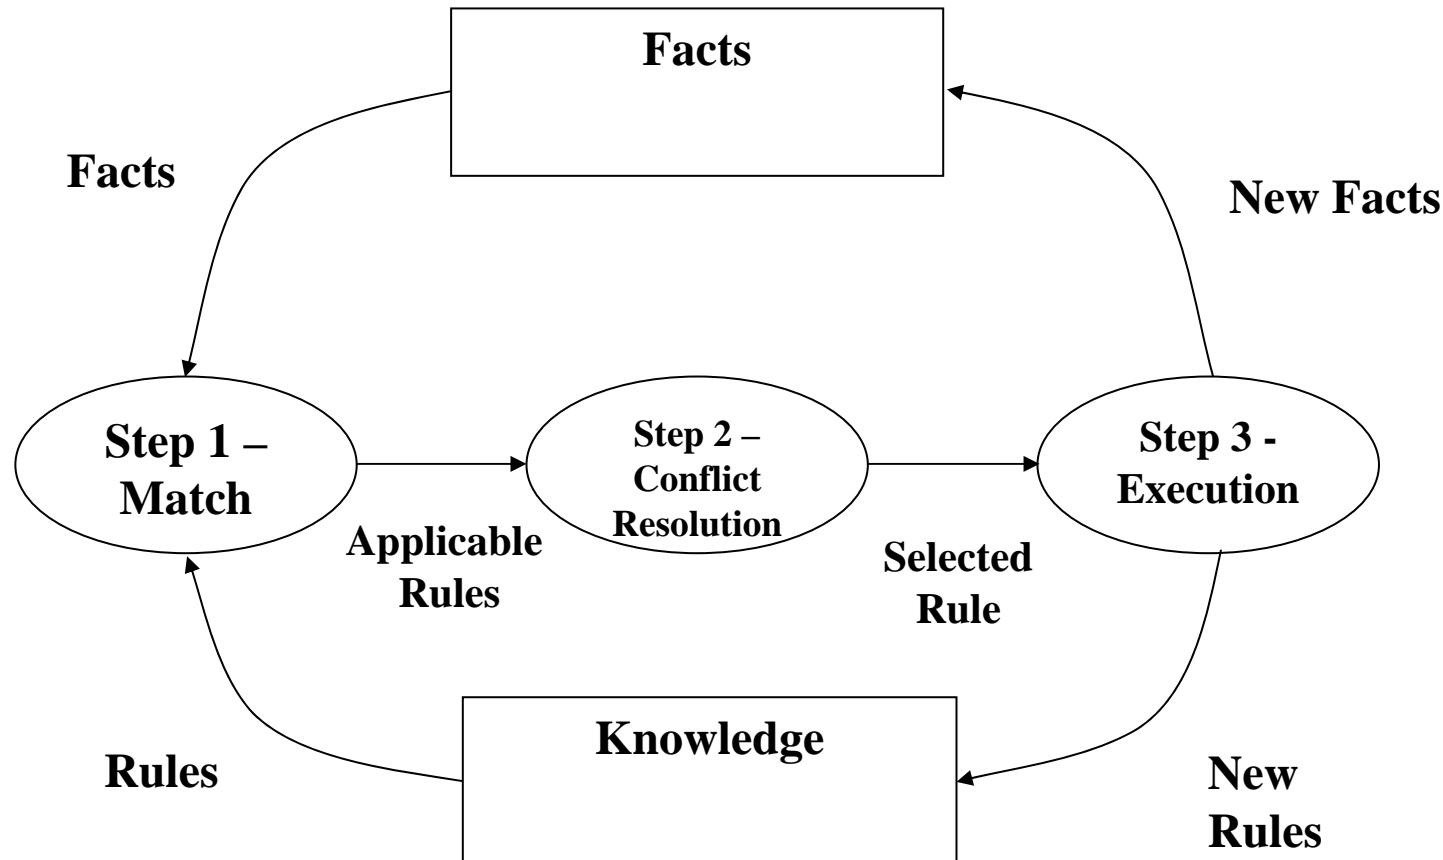 Facts
Facts
New Facts
Step 1 –
Match
Step 2 –
Conflict
Resolution
Step 3 -
Execution
Applicable
Rules
Selected
Rule
Knowledge
Rules
New
Rules